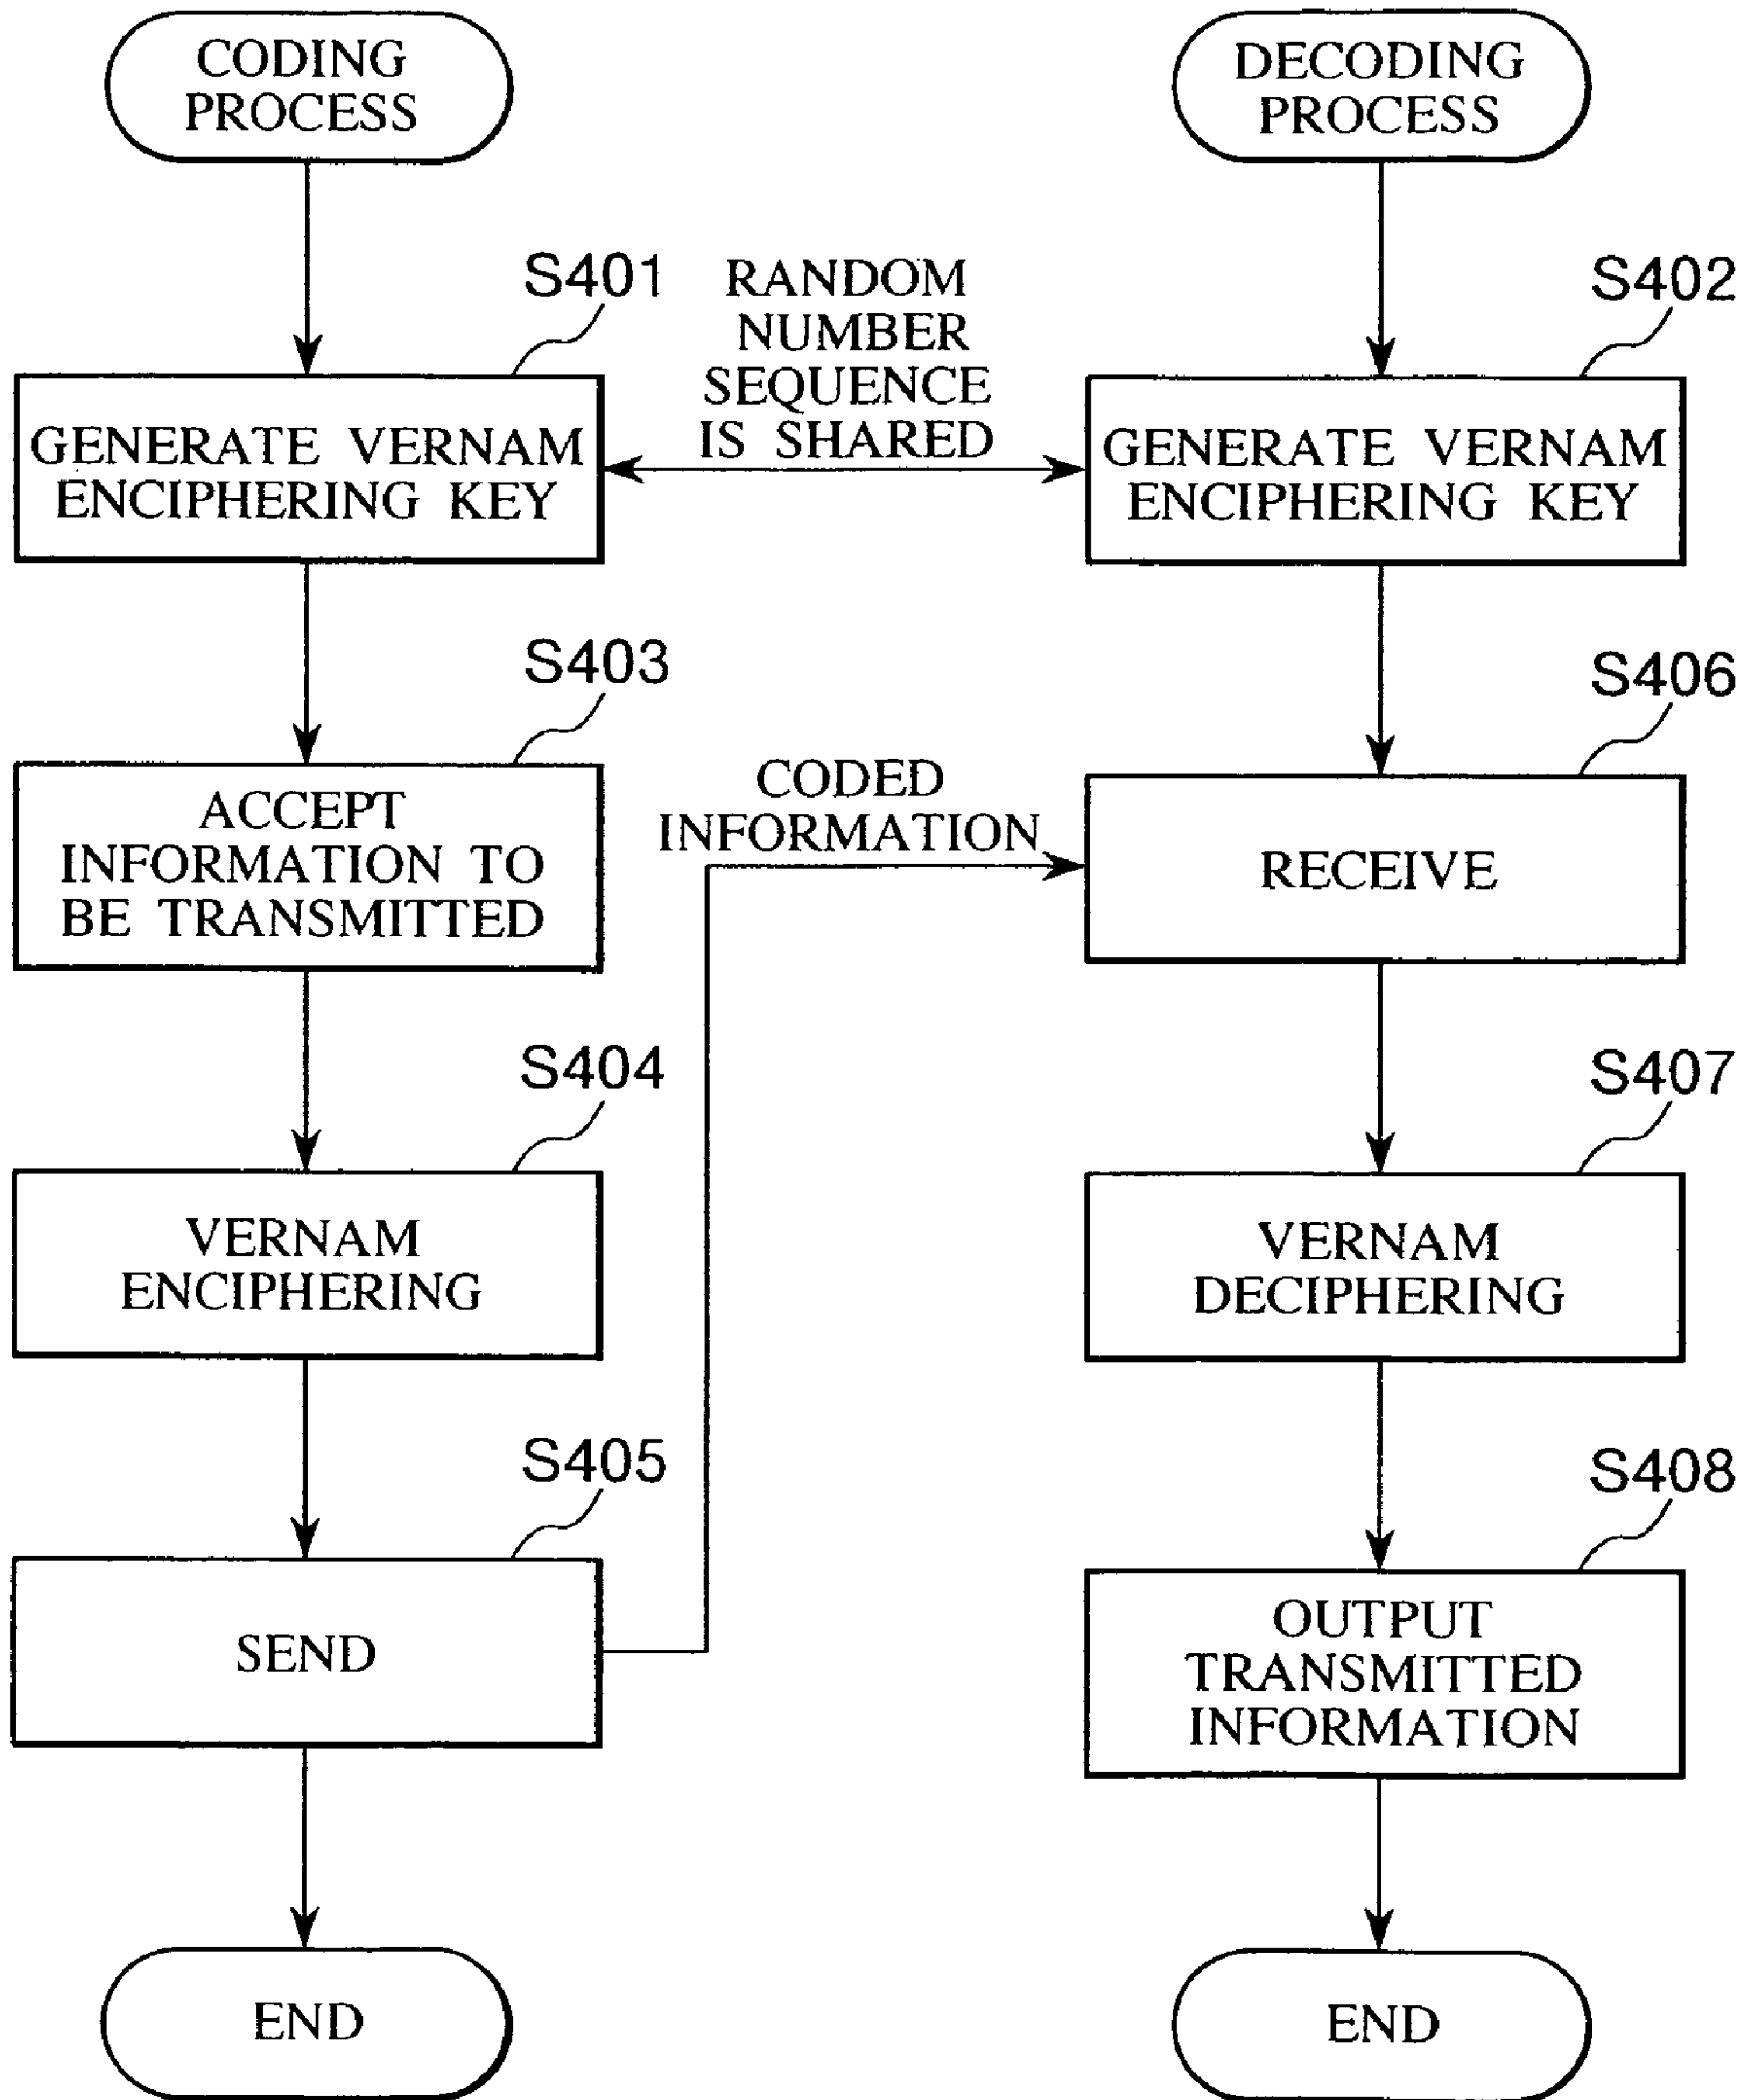 CODING
PROCESS
DECODING
PROCESS
S401
RANDOM
NUMBER
SEQUENCE
IS SHARED
S402
GENERATE VERNAM
ENCIPHERING KEY
GENERATE VERNAM
ENCIPHERING KEY
S403
S406
ACCEPT
INFORMATION TO
BE TRANSMITTED
CODED
INFORMATION
RECEIVE
S404
S407
VERNAM
ENCIPHERING
VERNAM
DECIPHERING
S405
S408
SEND
OUTPUT
TRANSMITTED
INFORMATION
END
END